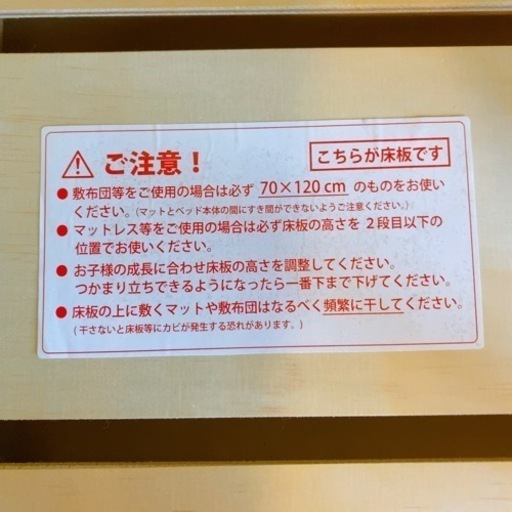 ご注意！
こちらが床板です
● 敷布団等をご使用の場合は必ず 70×120 cm のものをお使い
ください。（マットとベッド本体の間にすき間ができないようご注意ください。）
● マットレス等をご使用の場合は必ず床板の高さを 2段目以下の
位置でお使いください。
● お子様の成長に合わせ床板の高さを調整してください。
つかまり立ちできるようになったら一番下まで下げてください。
● 床板の上に敷くマットや敷布団はなるべく頻繁に干してください。
(干さないと床板等にカビが発生する恐れがあります。)